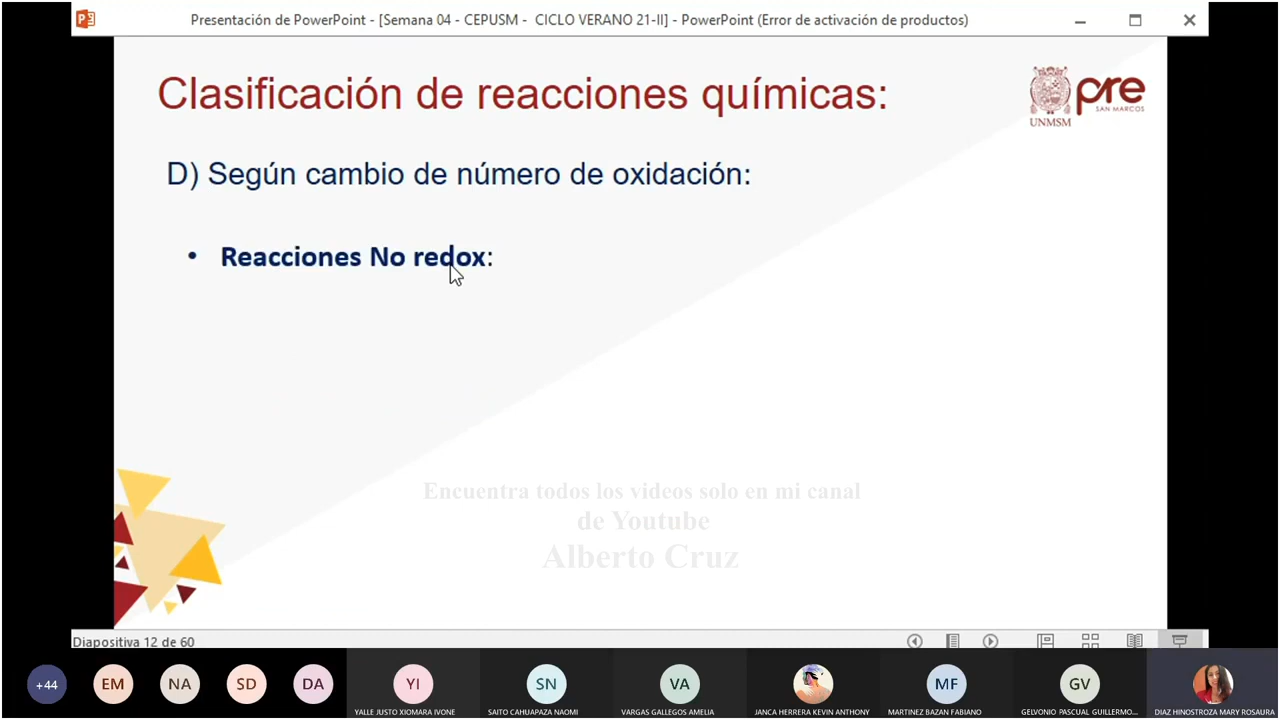 Presentación de PowerPoint - [Semana 04 - CEPUSM - CICLO VERANO 21-II] - PowerPoint (Error de activación de productos)
Clasificación de reacciones químicas:
UNMSM
pre
SAN MARCOS
D) Según cambio de número de oxidación:
• Reacciones No redox:
Encuentra todos los videos solo en mi canal
de Youtube
Alberto Cruz
Diapositiva 12 de 60
+44
EM
NA
SD
DA
YI
SN
VA
MF
GV
YALLE JUSTO XIOMARA IVONE
SAITO CAHUAPAZA NAOMI
VARGAS GALLEGOS AMELIA
JANCA HERRERA KEVIN ANTHONY
MARTINEZ BAZAN FABIANO
GELVONIO PASCUAL GUILLERMO...
DIAZ HINOSTROZA MARY ROSAURA